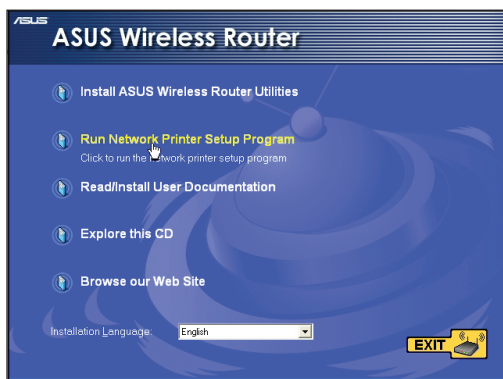 ASUS
ASUS Wireless Router
Install ASUS Wireless Router Utilities
Run Network Printer Setup Program
Click to run the network printer setup program
Read/Install User Documentation
Explore this CD
Browse our Web Site
Installation Language: English
EXIT